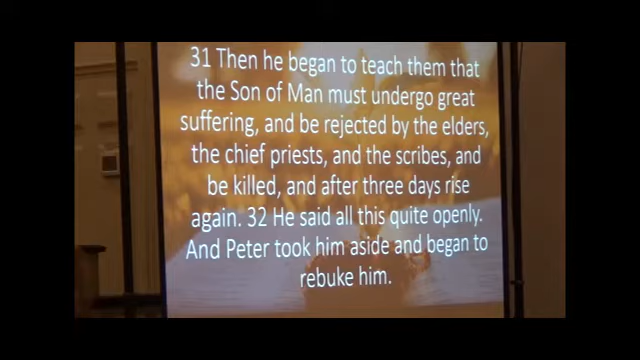 31 Then he began to teach them that
the Son of Man must undergo great
suffering, and be rejected by the elders,
the chief priests, and the scribes, and
be killed, and after three days rise
again. 32 He said all this quite openly.
And Peter took him aside and began to
rebuke him.